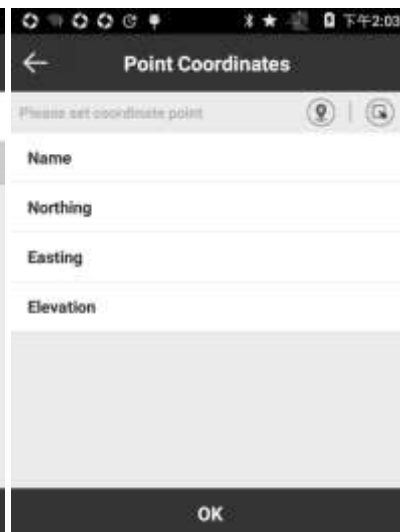 下午2:03
Point Coordinates
Please set coordinate point
Name
Northing
Easting
Elevation
OK